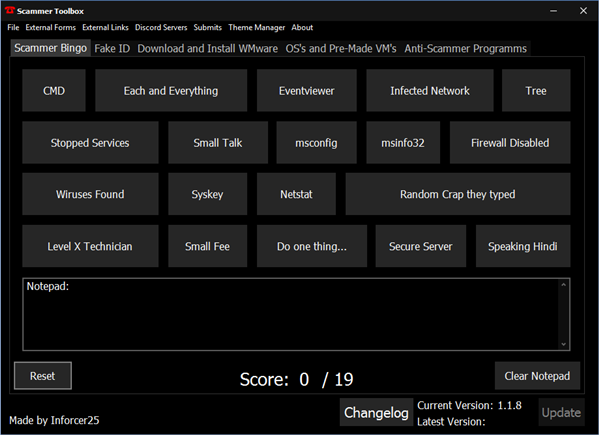 Scammer Toolbox
File External Forms External Links Discord Servers Submits Theme Manager About
Scammer Bingo Fake ID Download and Install WMware OS's and Pre-Made VM's Anti-Scammer Programms
CMD Each and Everything Eventviewer Infected Network Tree
Stopped Services Small Talk msconfig msinfo32 Firewall Disabled
Wiruses Found Syskey Netstat Random Crap they typed
Level X Technician Small Fee Do one thing... Secure Server Speaking Hindi
Notepad:
Reset Score: 0 / 19 Clear Notepad
Made by Inforcer25 Changelog Current Version: 1.1.8 Update
Latest Version: